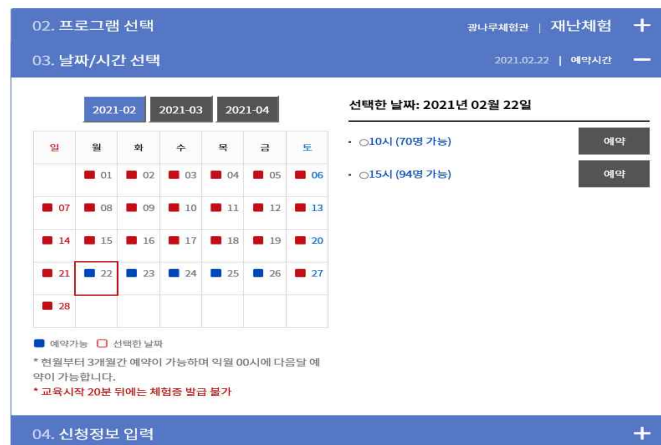 02. 프로그램 선택 광나루체험관 | 재난체험 +
03. 날짜/시간 선택 2021.02.22 | 예약시간 —
2021-02 2021-03 2021-04
일 월 화 수 목 금 토
01 02 03 04 05 06
07 08 09 10 11 12 13
14 15 16 17 18 19 20
21 22 23 24 25 26 27
28
예약가능 선택한 날짜
* 현월부터 3개월간 예약이 가능하며 익월 00시에 다음달 예
약이 가능합니다.
* 교육시작 20분 뒤에는 체험증 발급 불가
선택한 날짜: 2021년 02월 22일
· ○10시 (70명 가능) 예약
· ○15시 (94명 가능) 예약
04. 신청정보 입력 +